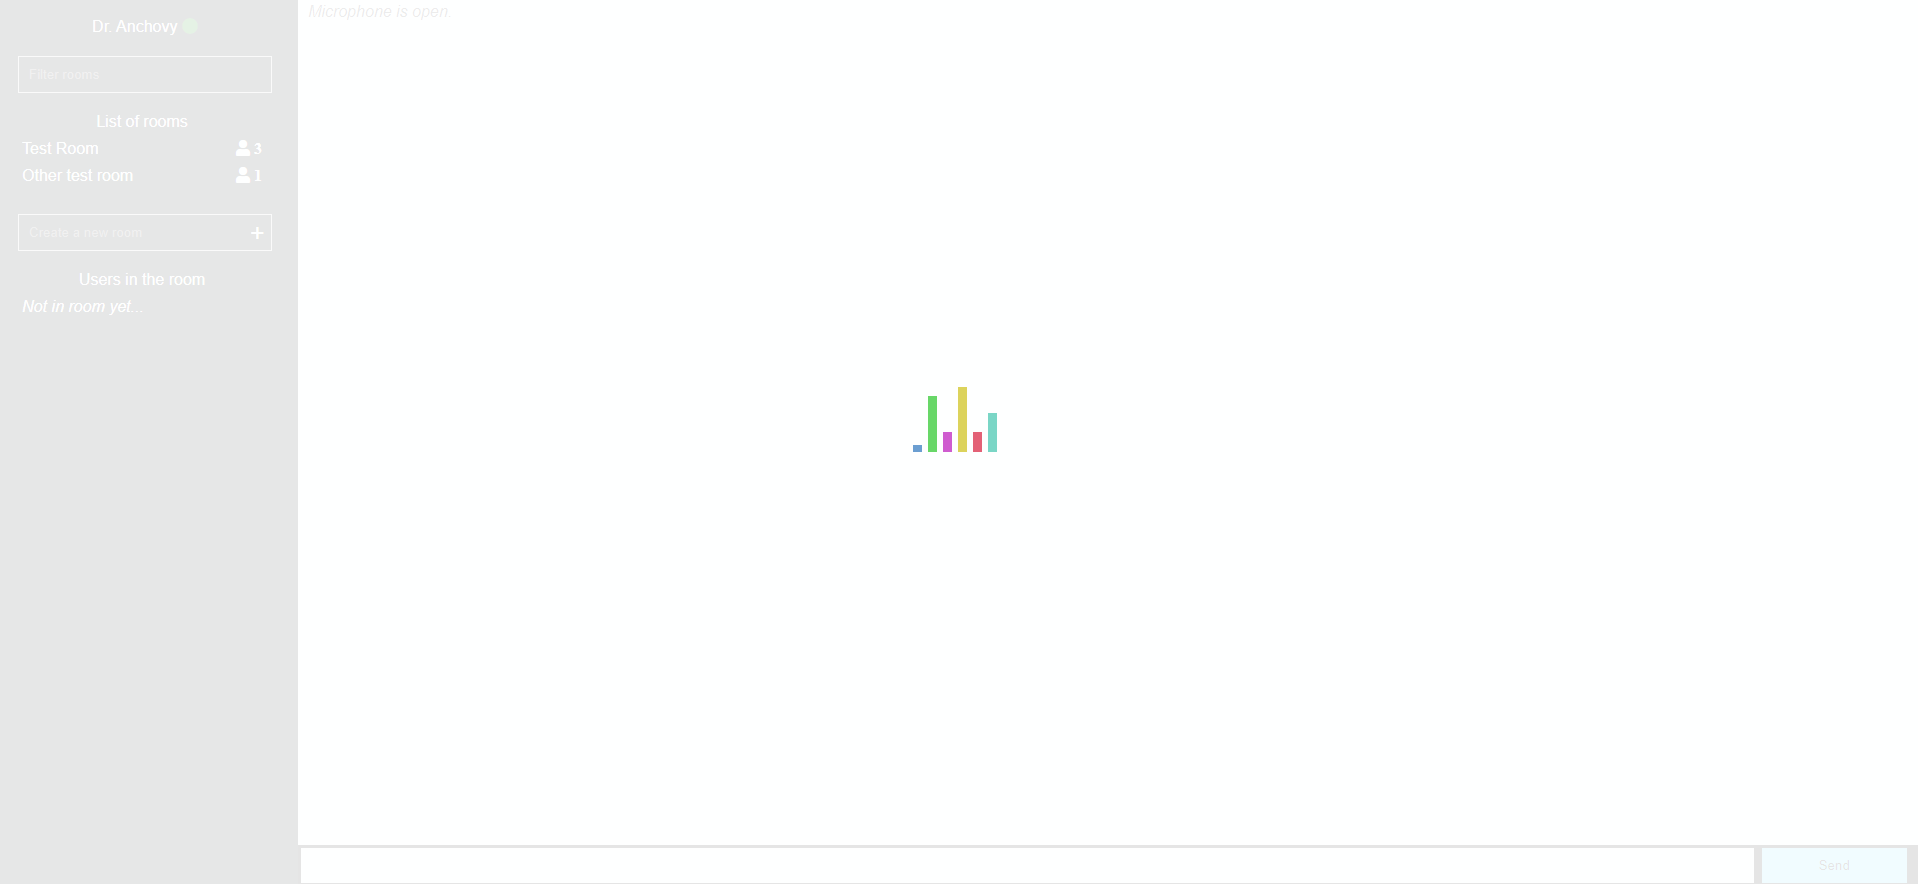 Dr. Anchovy
Filter rooms
List of rooms
Test Room 3
Other test room 1
Create a new room
Users in the room
Not in room yet...
Microphone is open.
Send